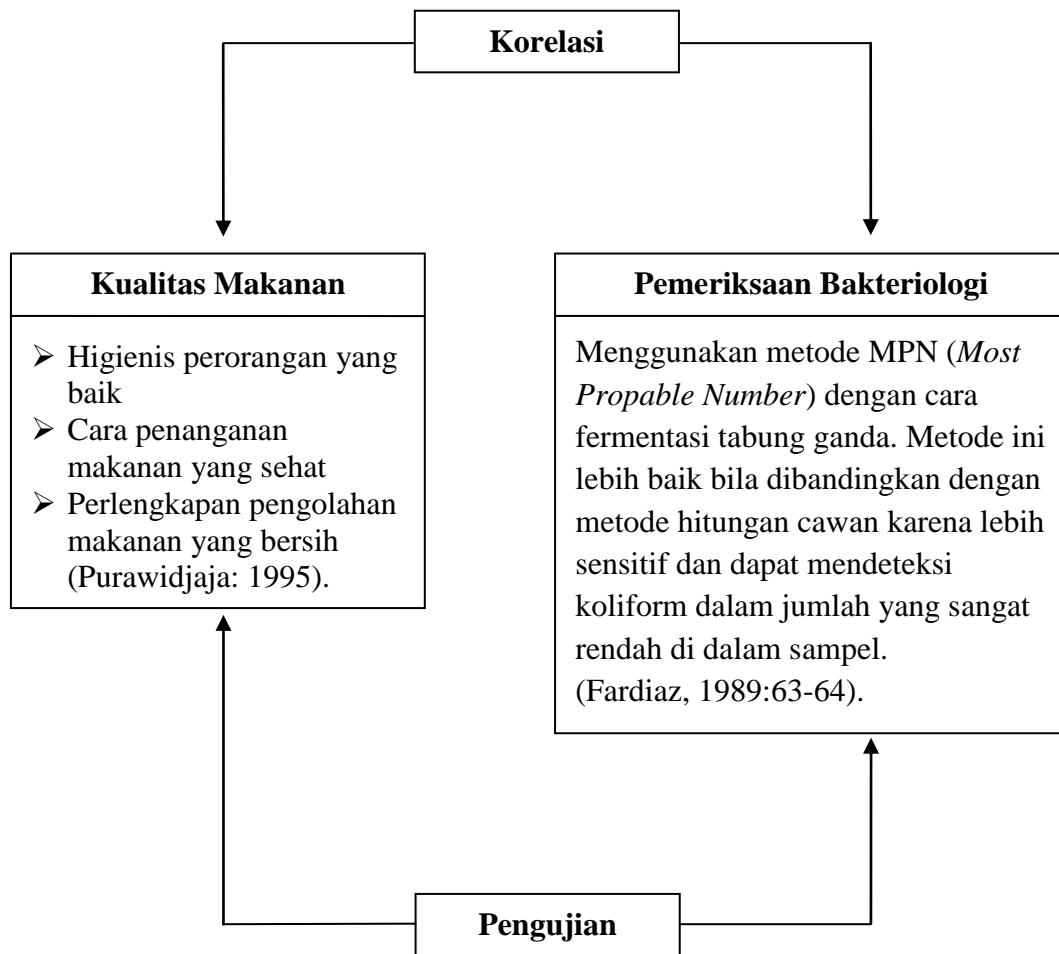 Korelasi
Kualitas Makanan
➢ Higienis perorangan yang
baik
➢ Cara penanganan
makanan yang sehat
➢ Perlengkapan pengolahan
makanan yang bersih
(Purawidjaja: 1995).
Pemeriksaan Bakteriologi
Menggunakan metode MPN (Most
Propable Number) dengan cara
fermentasi tabung ganda. Metode ini
lebih baik bila dibandingkan dengan
metode hitungan cawan karena lebih
sensitif dan dapat mendeteksi
koliform dalam jumlah yang sangat
rendah di dalam sampel.
(Fardiaz, 1989:63-64).
Pengujian